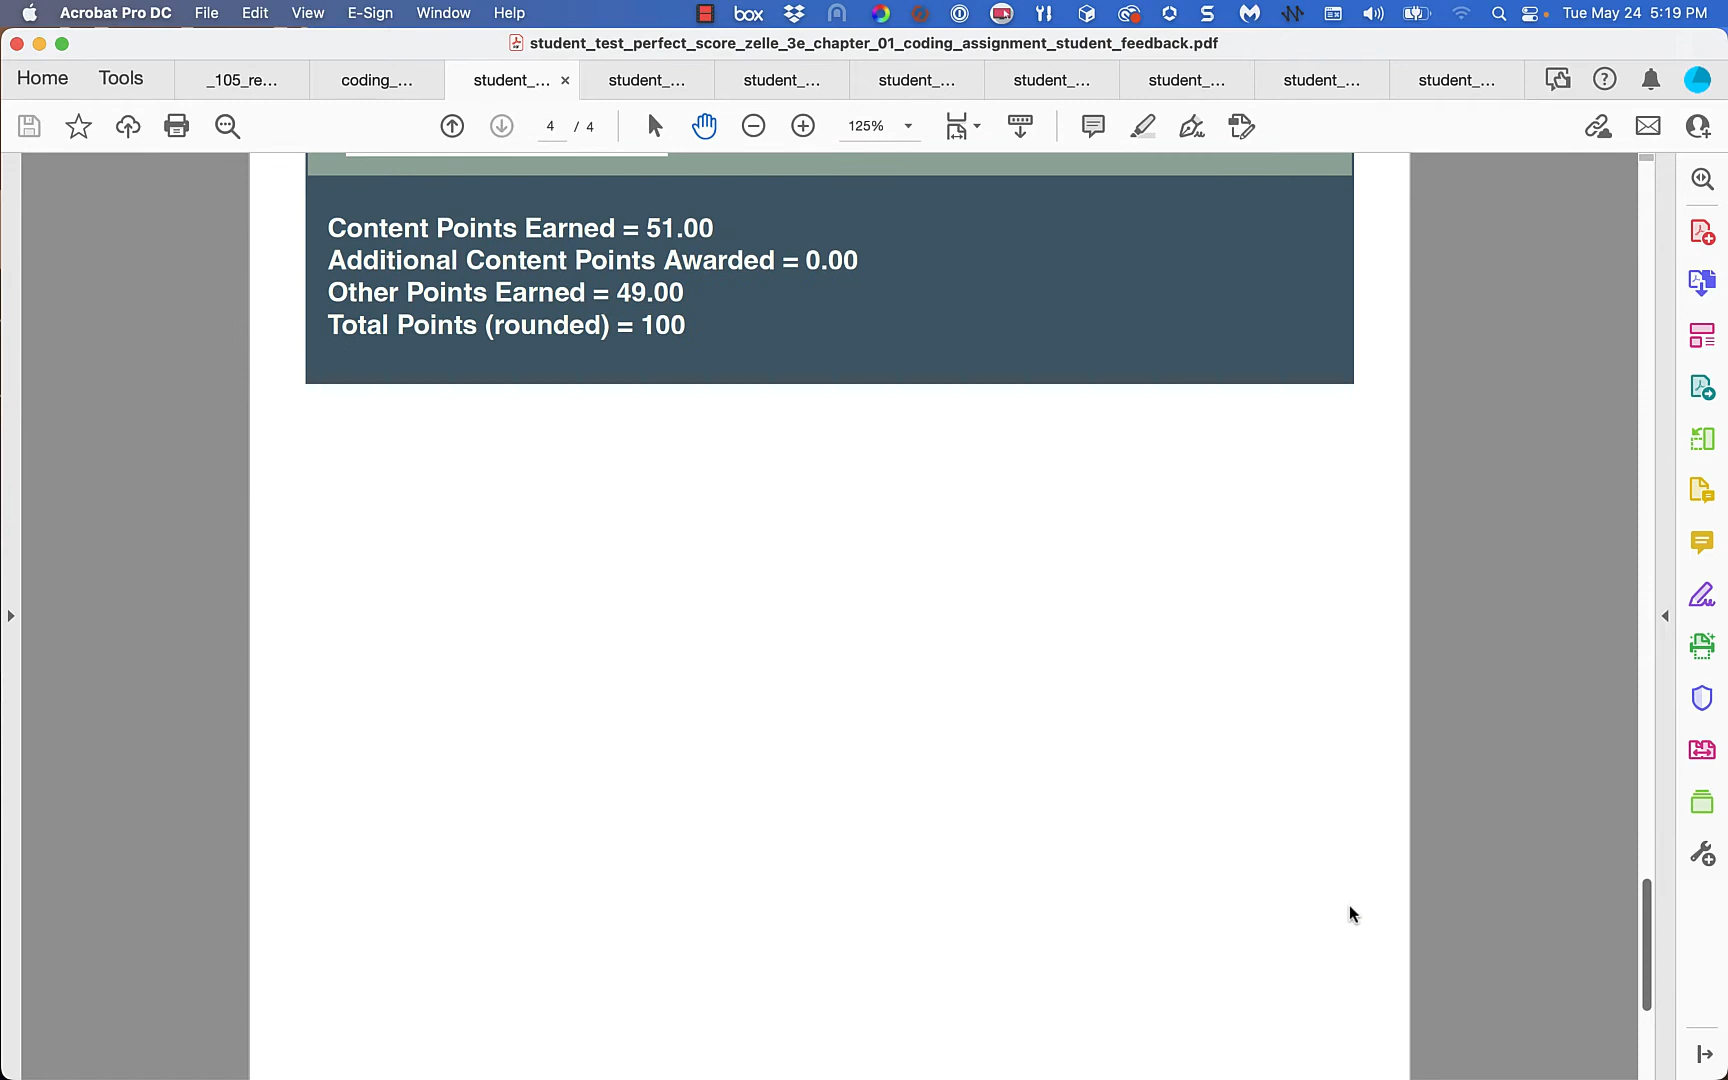 Acrobat Pro DC File Edit View E-Sign Window Help box Tue May 24 5:19 PM
student_test_perfect_score_zelle_3e_chapter_01_coding_assignment_student_feedback.pdf
Home Tools _105_re... coding_... student_... × student_... student_... student_... student_... student_... student_... student_...
4 / 4 125%
Content Points Earned = 51.00
Additional Content Points Awarded = 0.00
Other Points Earned = 49.00
Total Points (rounded) = 100